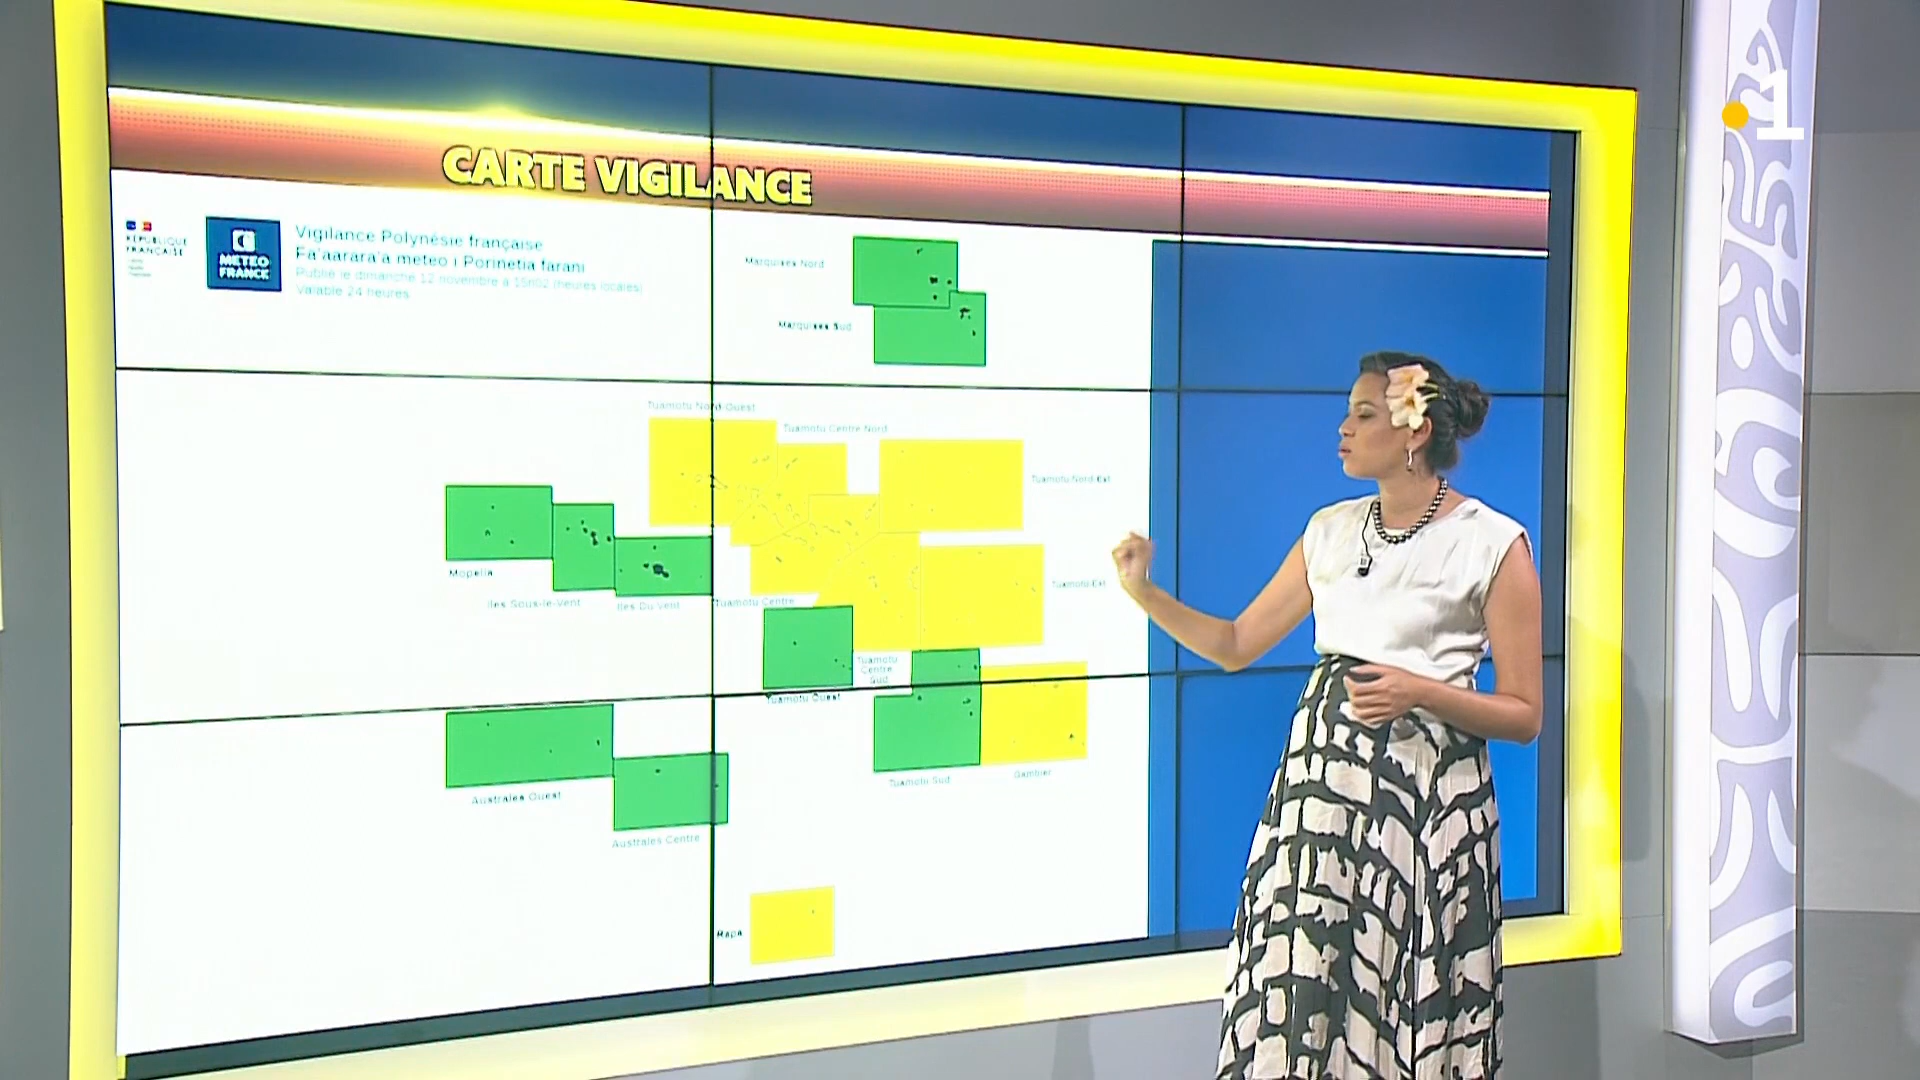 1
CARTE VIGILANCE
RÉPUBLIQUE
FRANÇAISE
METEO
FRANCE
Vigilance Polynésie française
Fa'aarara'a meteo i Porinetia farani
Publié le dimanche 12 novembre à 15h02 (heures locales)
Valable 24 heures
Marquises Nord
Marquises Sud
Tuamotu Nord-Ouest
Tuamotu Centre Nord
Tuamotu Nord-Est
Mopelia
Iles Sous-le-Vent
Iles Du Vent
Tuamotu Centre
Tuamotu Est
Tuamotu
Centre
Sud
Tuamotu Ouest
Australes Ouest
Australes Centre
Tuamotu Sud
Gambier
Rapa